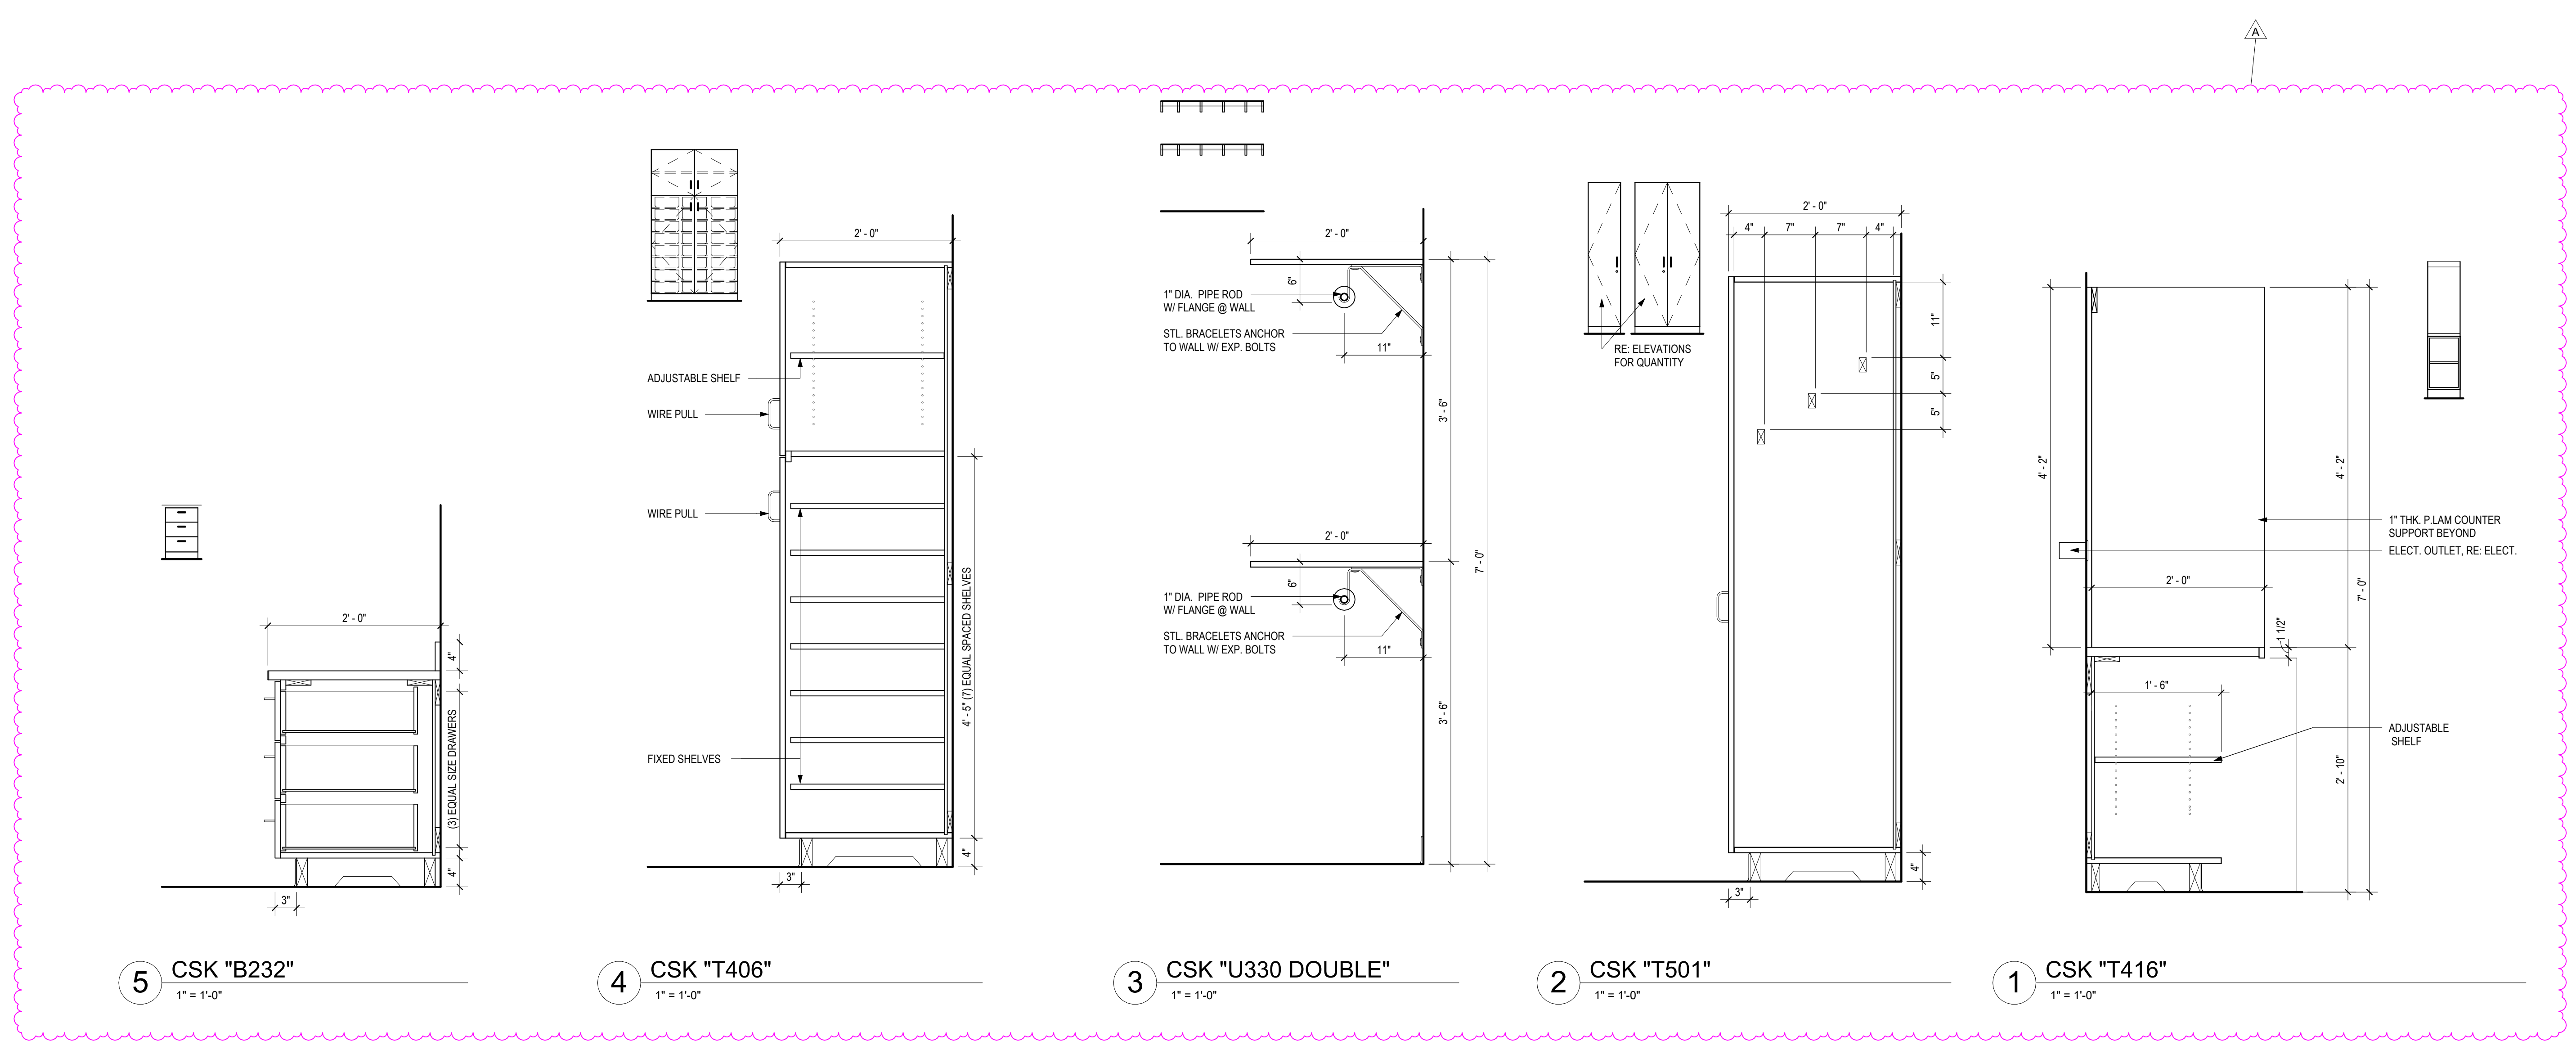 A
2' - 0"
4"
(3) EQUAL SIZE DRAWERS
4"
3"
5
CSK "B232"
1" = 1'-0"
2' - 0"
ADJUSTABLE SHELF
WIRE PULL
WIRE PULL
4' - 5" (7) EQUAL SPACED SHELVES
FIXED SHELVES
4"
3"
4
CSK "T406"
1" = 1'-0"
2' - 0"
6"
1" DIA. PIPE ROD
W/ FLANGE @ WALL
STL. BRACELETS ANCHOR
TO WALL W/ EXP. BOLTS
11"
3' - 6"
2' - 0"
7' - 0"
6"
1" DIA. PIPE ROD
W/ FLANGE @ WALL
STL. BRACELETS ANCHOR
TO WALL W/ EXP. BOLTS
11"
3' - 6"
3
CSK "U330 DOUBLE"
1" = 1'-0"
2' - 0"
4"
7"
7"
4"
11"
RE: ELEVATIONS
FOR QUANTITY
5"
5"
4"
3"
2
CSK "T501"
1" = 1'-0"
4' - 2"
4' - 2"
1" THK. P.LAM COUNTER
SUPPORT BEYOND
ELECT. OUTLET, RE: ELECT.
2' - 0"
7' - 0"
1 1/2"
1' - 6"
ADJUSTABLE
SHELF
2' - 10"
1
CSK "T416"
1" = 1'-0"